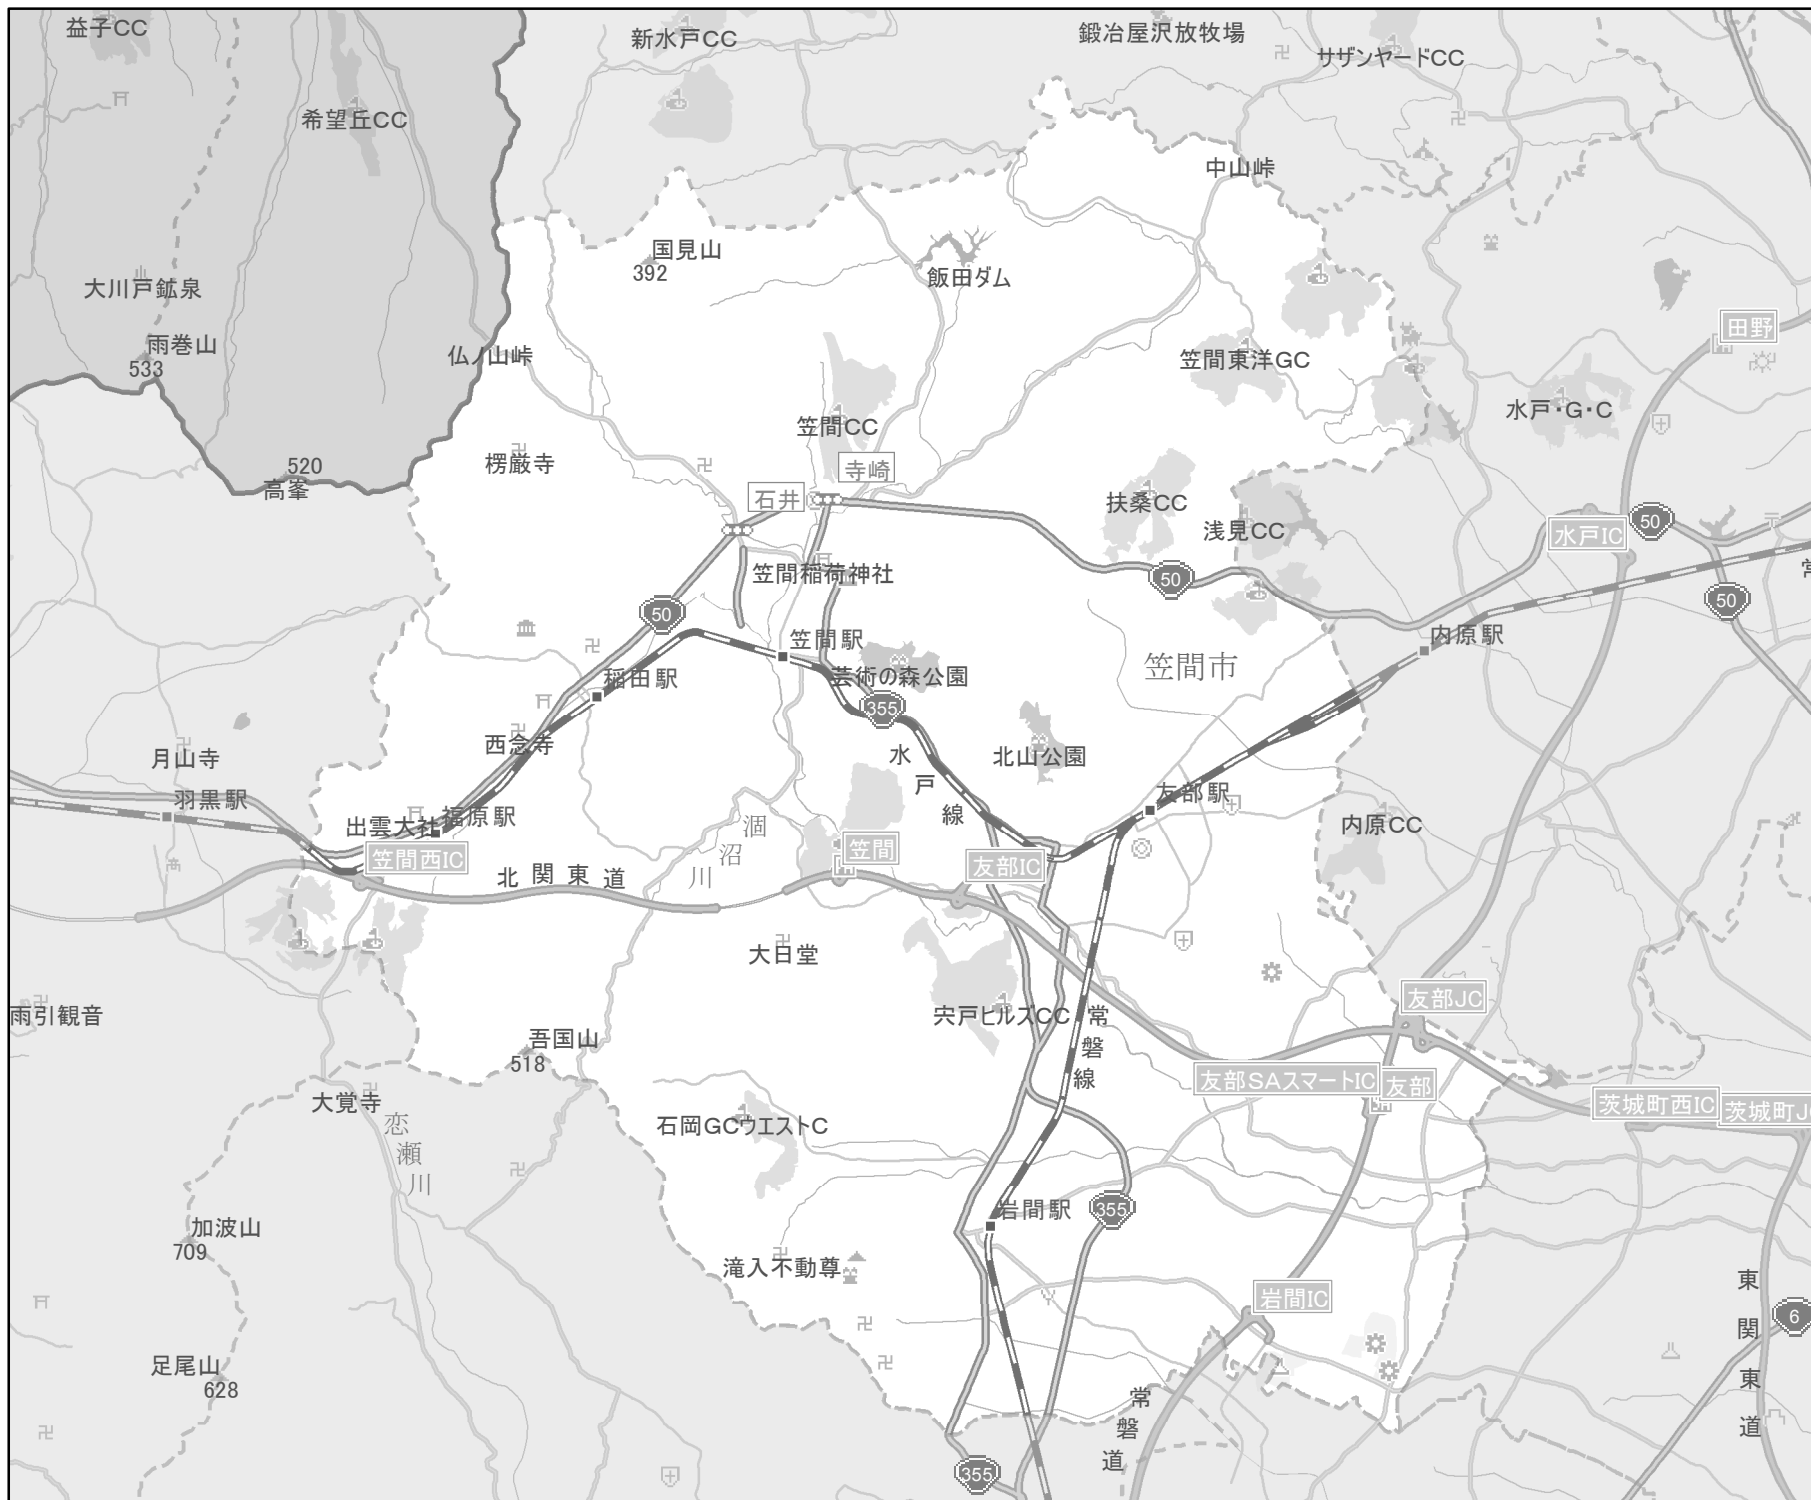 益子CC
新水戸CC
鍛冶屋沢放牧場
サザンヤードCC
希望丘CC
中山峠
国見山
392
飯田ダム
大川戸鉱泉
雨巻山
533
仏ノ山峠
笠間東洋GC
田野
水戸・G・C
笠間CC
楞厳寺
寺崎
520
高峯
石井
扶桑CC
浅見CC
50
水戸IC
笠間稲荷神社
50
50
50
笠間駅
内原駅
笠間市
稲田駅
芸術の森公園
355
西念寺
月山寺
水戸線
北山公園
羽黒駅
友部駅
出雲大社
福原駅
涸沼川
内原CC
笠間西IC
笠間
友部IC
北関東道
大日堂
友部JC
雨引観音
宍戸ヒルズCC
常磐線
吾国山
518
友部SAスマートIC
友部
大覚寺
茨城町西IC
茨城町J
石岡GCウエストC
恋瀬川
加波山
709
岩間駅
355
滝入不動尊
岩間IC
東関東道
6
足尾山
628
常磐道
355